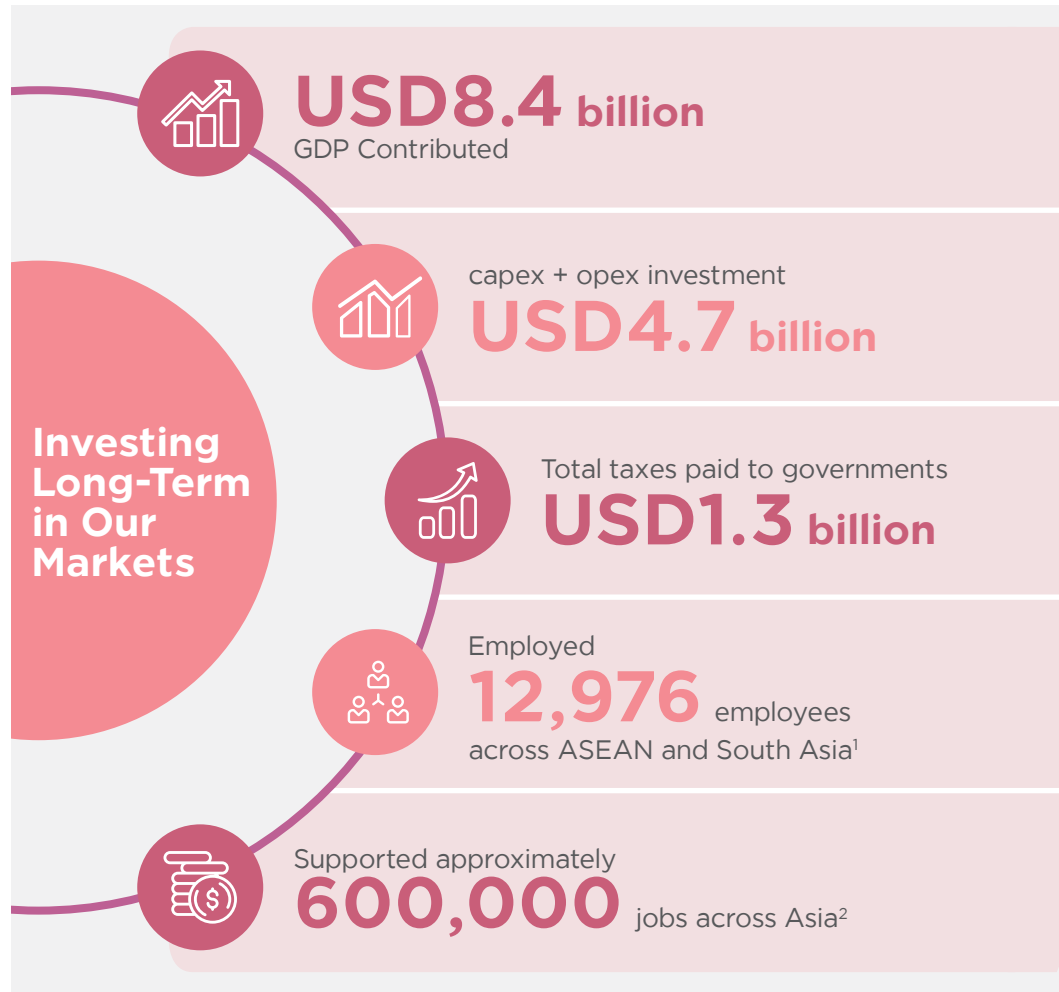 USD8.4 billion
GDP Contributed
capex + opex investment
USD4.7 billion
Investing
Long-Term
in Our
Markets
Total taxes paid to governments
USD1.3 billion
Employed
12,976 employees
across ASEAN and South Asia¹
Supported approximately
600,000 jobs across Asia²
$